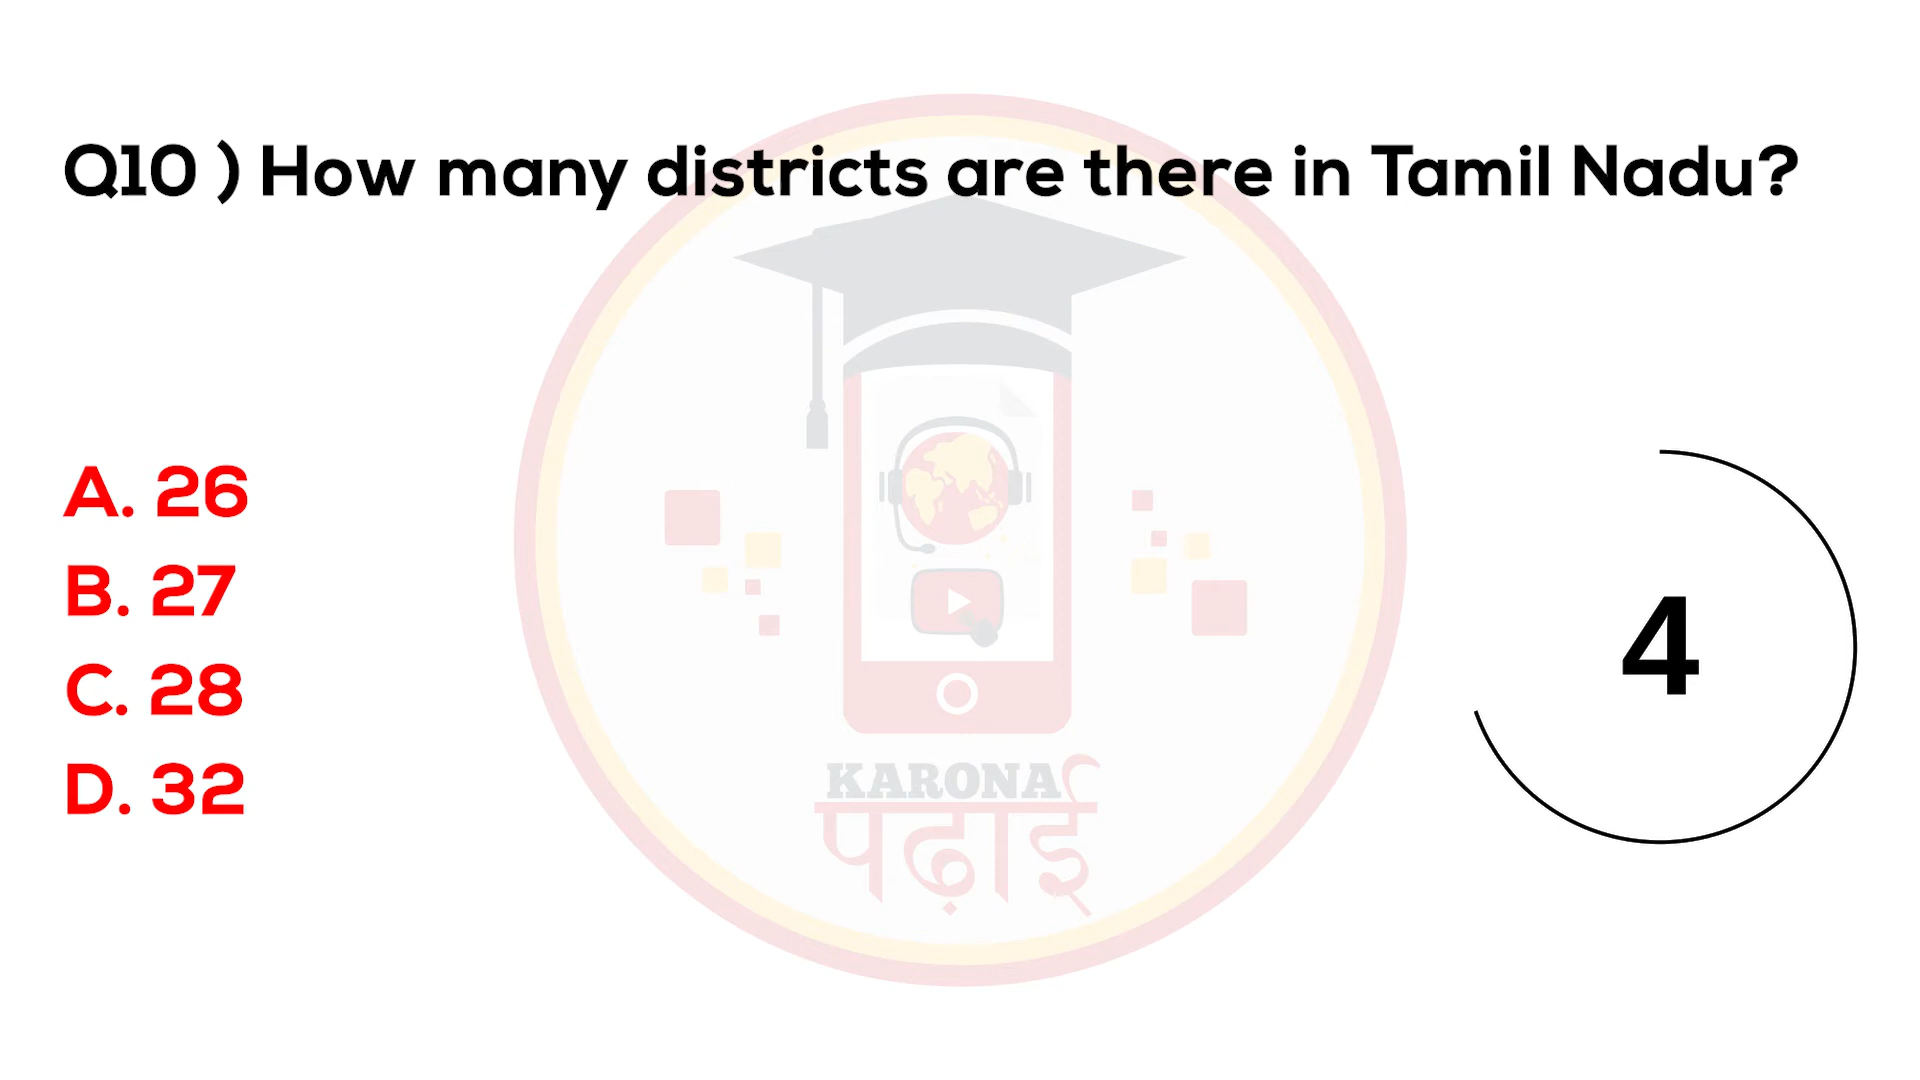 Q10 ) How many districts are there in Tamil Nadu?
A. 26
B. 27
C. 28
D. 32
4
KARONA
पढ़ाई